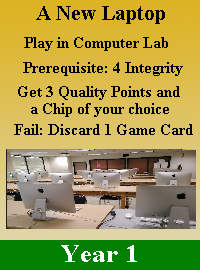 A New Laptop
Play in Computer Lab
Prerequisite: 4 Integrity
Get 3 Quality Points and
a Chip of your choice
Fail: Discard 1 Game Card
Year 1